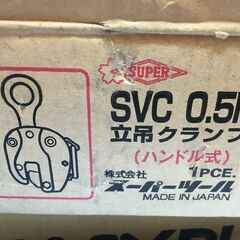 SUPER
SVC 0.5
立吊クランプ
(ハンドル式)
1PCE.
株式会社
スーパーツール
MADE IN JAPAN